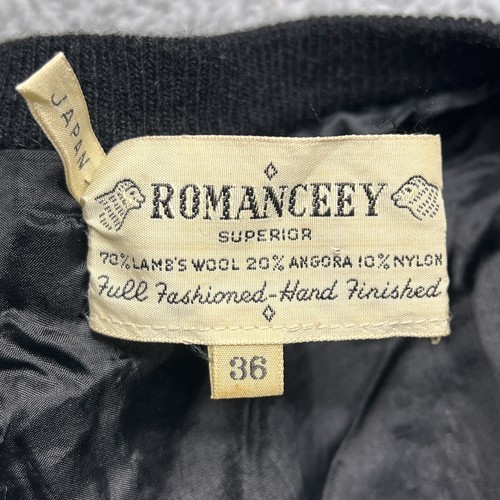 JAPAN
ROMANCEEY
SUPERIOR
70% LAMB'S WOOL 20% ANGORA 10% NYLON
Full Fashioned-Hand Finished
36